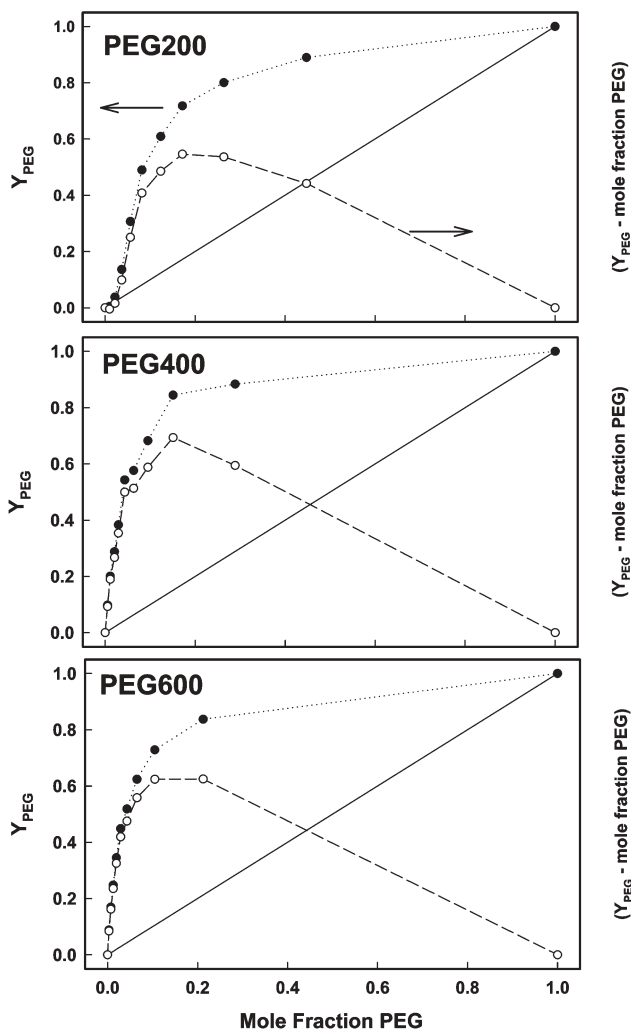 PEG200
1.0
0.8
0.6
0.4
0.2
0.0
Y_PEG
(Y_PEG - mole fraction PEG)
PEG400
1.0
0.8
0.6
0.4
0.2
0.0
Y_PEG
(Y_PEG - mole fraction PEG)
PEG600
1.0
0.8
0.6
0.4
0.2
0.0
Y_PEG
(Y_PEG - mole fraction PEG)
0.0 0.2 0.4 0.6 0.8 1.0
Mole Fraction PEG